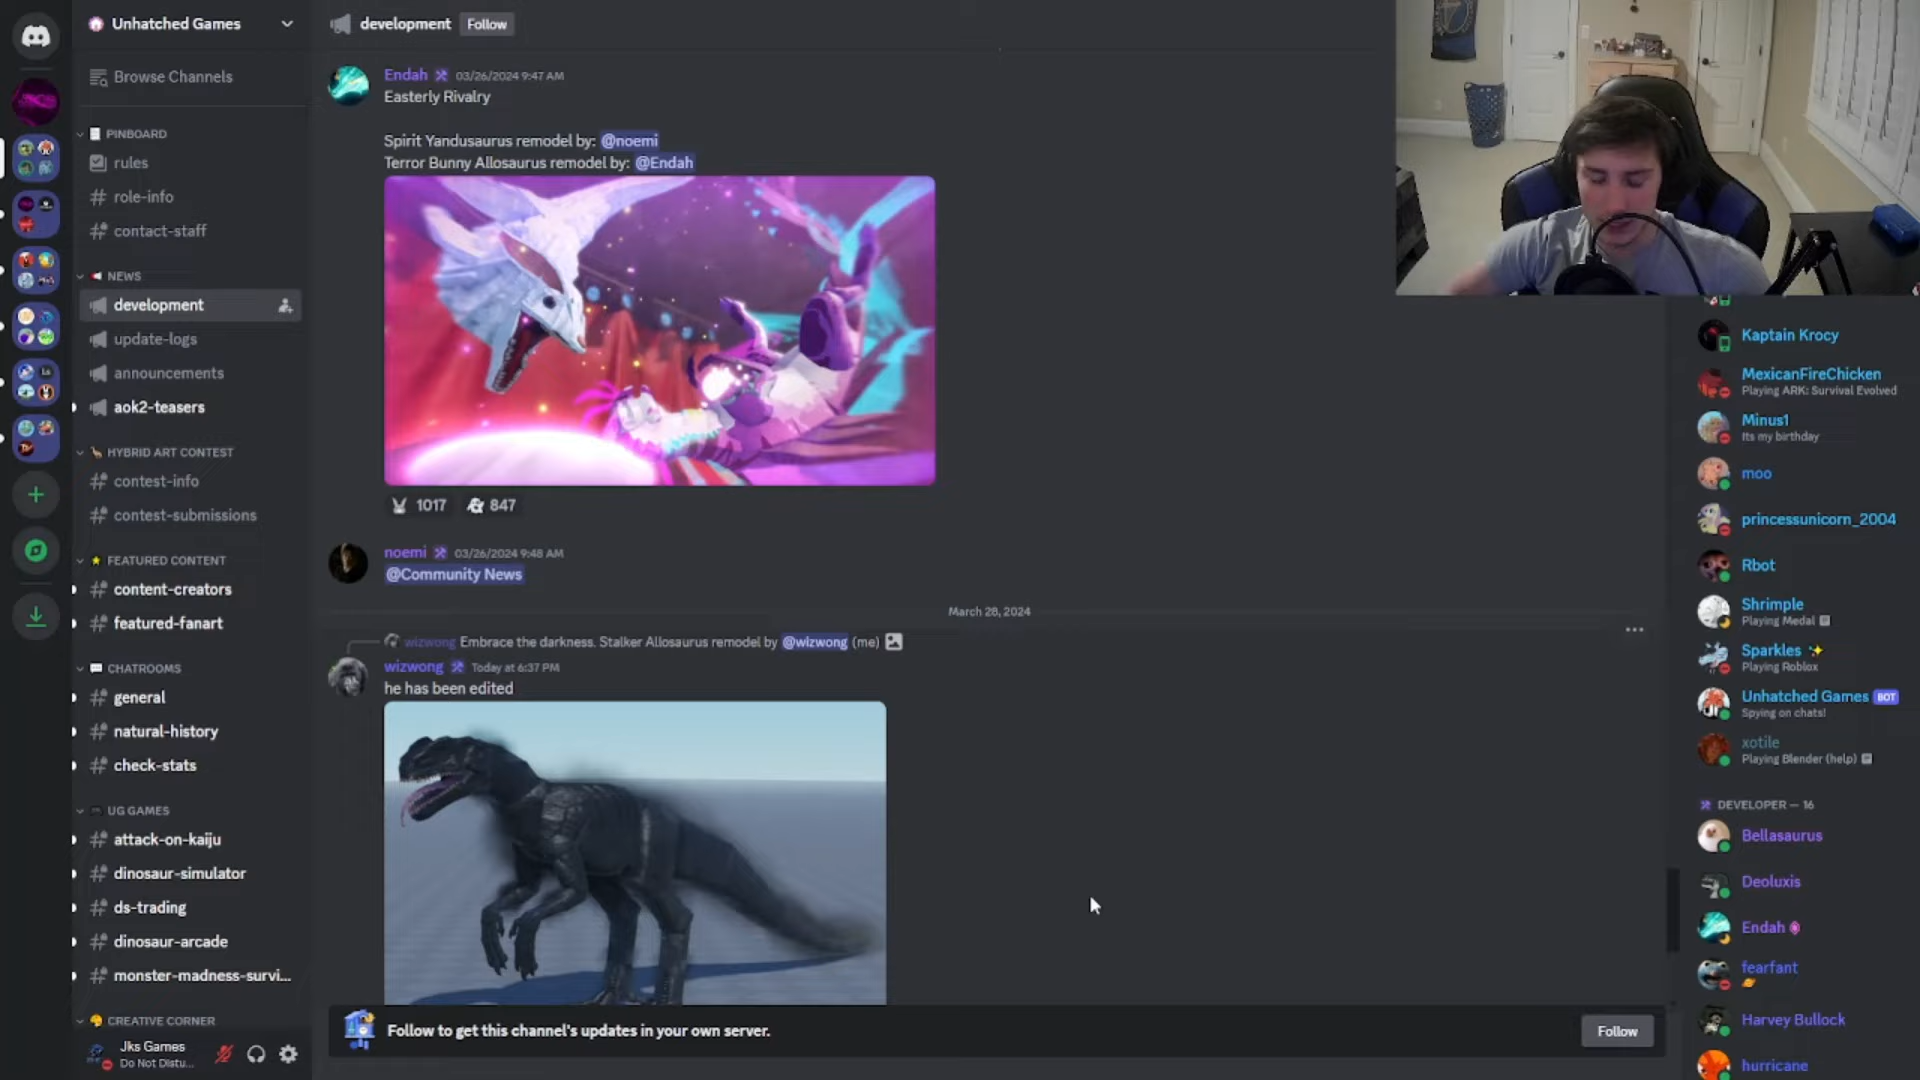 Unhatched Games
Browse Channels
PINBOARD
rules
role-info
contact-staff
NEWS
development
update-logs
announcements
aok2-teasers
HYBRID ART CONTEST
contest-info
contest-submissions
FEATURED CONTENT
content-creators
featured-fanart
CHATROOMS
general
natural-history
check-stats
UG GAMES
attack-on-kaiju
dinosaur-simulator
ds-trading
dinosaur-arcade
monster-madness-survi...
CREATIVE CORNER
Jks Games
Do Not Distu...
development Follow
Endah 03/26/2024 9:47 AM
Easterly Rivalry
Spirit Yandusaurus remodel by: @noemi
Terror Bunny Allosaurus remodel by: @Endah
1017 847
noemi 03/26/2024 9:48 AM
@Community News
March 28, 2024
wizwong Embrace the darkness. Stalker Allosaurus remodel by @wizwong (me)
wizwong Today at 6:37 PM
he has been edited
Follow to get this channel's updates in your own server.
Follow
Kaptain Krocy
MexicanFireChicken
Playing ARK: Survival Evolved
Minus1
Its my birthday
moo
princessunicorn_2004
Rbot
Shrimple
Playing Medal
Sparkles
Playing Roblox
Unhatched Games BOT
Spying on chats!
xotile
Playing Blender (help)
DEVELOPER — 16
Bellasaurus
Deoluxis
Endah
fearfant
Harvey Bullock
hurricane